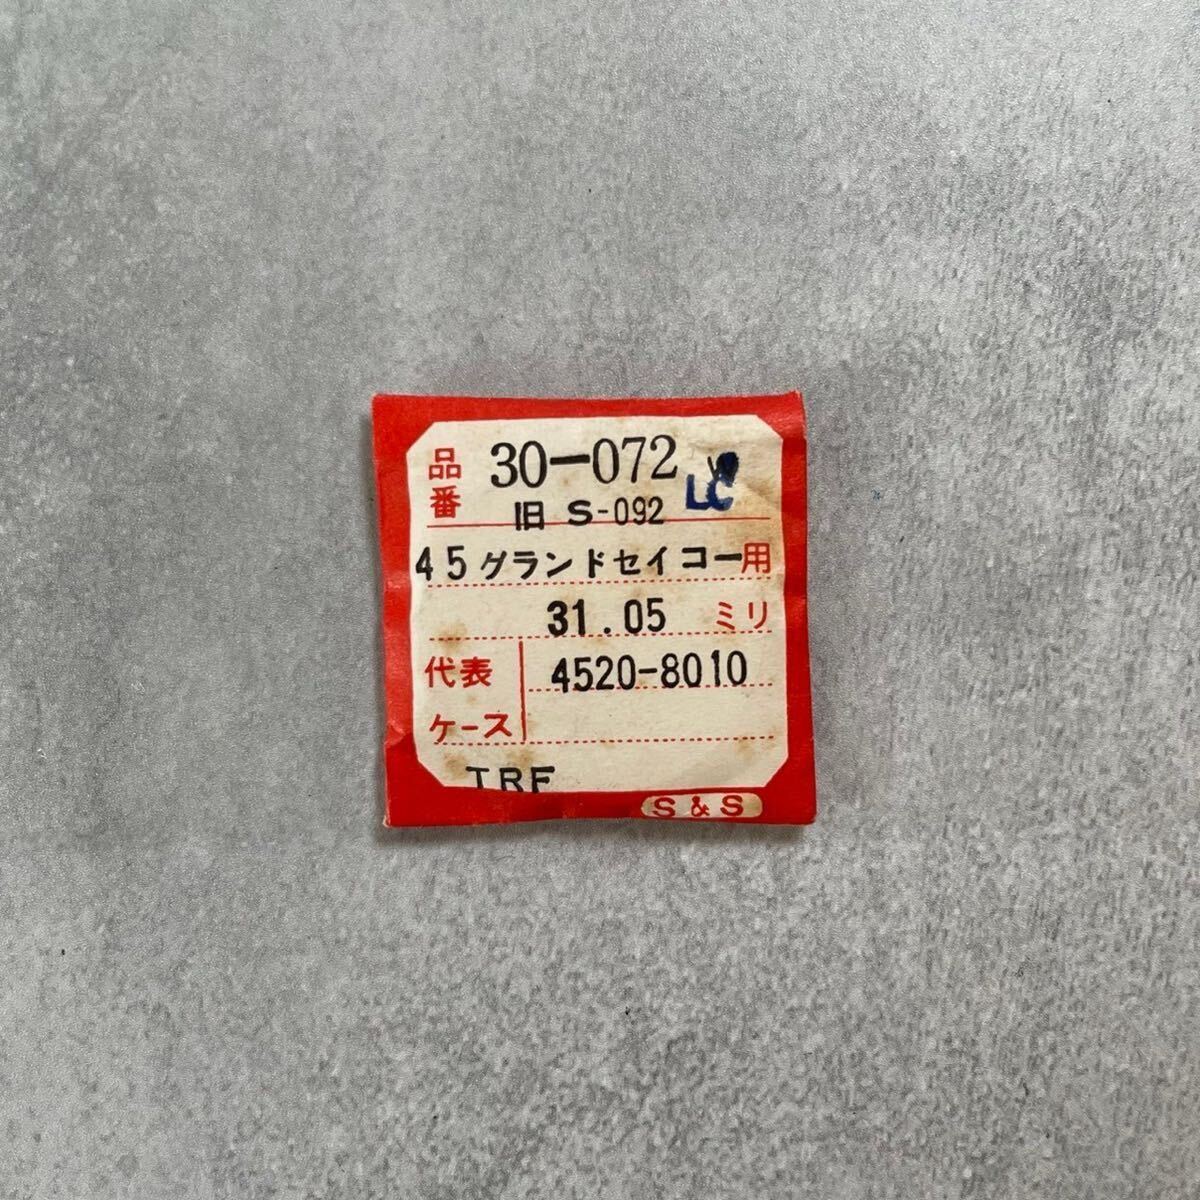 品番 30-072 LC
旧 S-092
45グランドセイコー用
31.05 ミリ
代表ケース 4520-8010
TRF
S & S